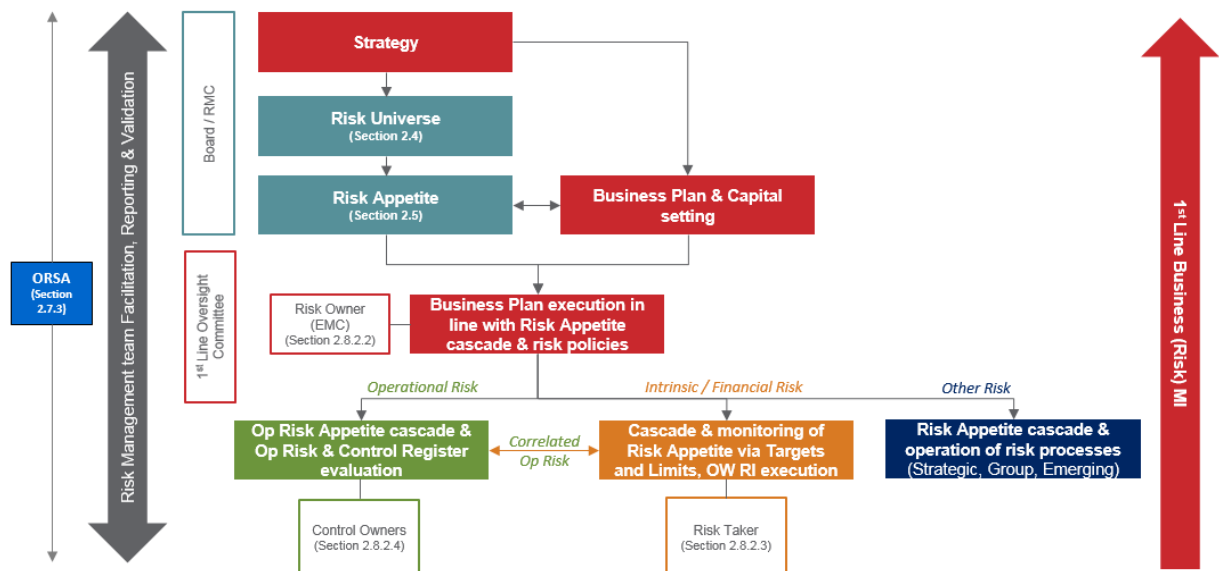 Strategy
Risk Universe
(Section 2.4)
Board / RMC
Risk Appetite
(Section 2.5)
Business Plan & Capital
setting
Risk Management team Facilitation, Reporting & Validation
1st Line Business (Risk) MI
ORSA
(Section
2.7.3)
1st Line Oversight
Committee
Risk Owner
(EMC)
(Section 2.8.2.2)
Business Plan execution in
line with Risk Appetite
cascade & risk policies
Operational Risk
Intrinsic / Financial Risk
Other Risk
Op Risk Appetite cascade &
Op Risk & Control Register
evaluation
Correlated
Op Risk
Cascade & monitoring of
Risk Appetite via Targets
and Limits, OW RI execution
Risk Appetite cascade &
operation of risk processes
(Strategic, Group, Emerging)
Control Owners
(Section 2.8.2.4)
Risk Taker
(Section 2.8.2.3)